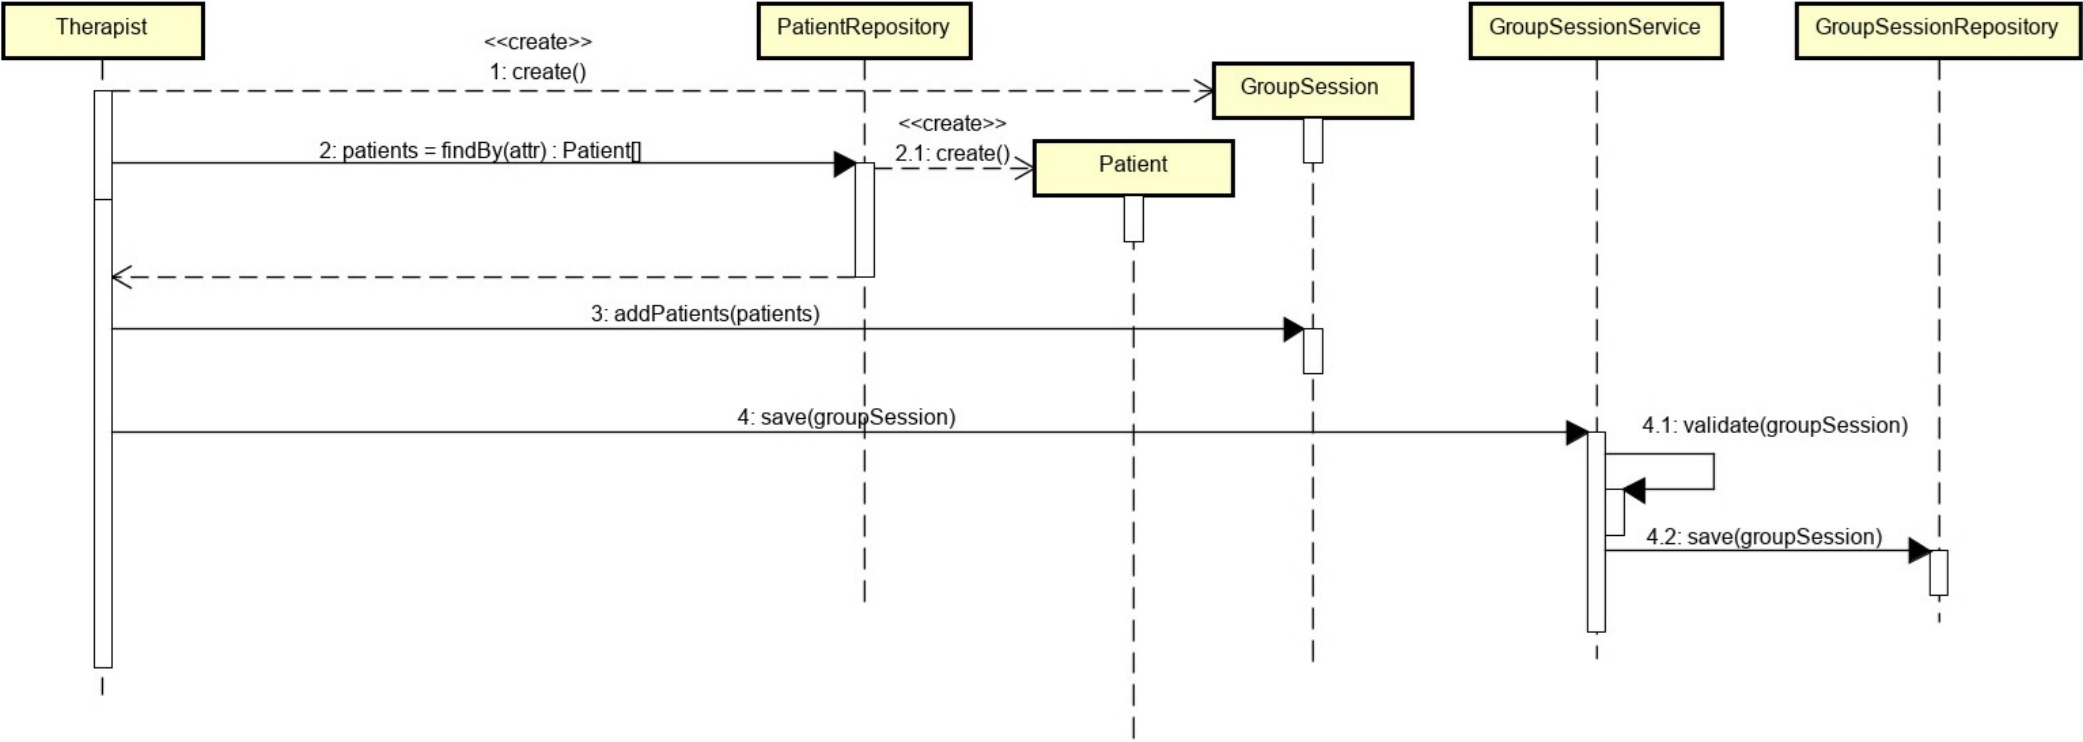 Therapist
PatientRepository
GroupSessionService
GroupSessionRepository
<<create>>
1: create()
GroupSession
<<create>>
2: patients = findBy(attr) : Patient[]
2.1: create()
Patient
3: addPatients(patients)
4: save(groupSession)
4.1: validate(groupSession)
4.2: save(groupSession)